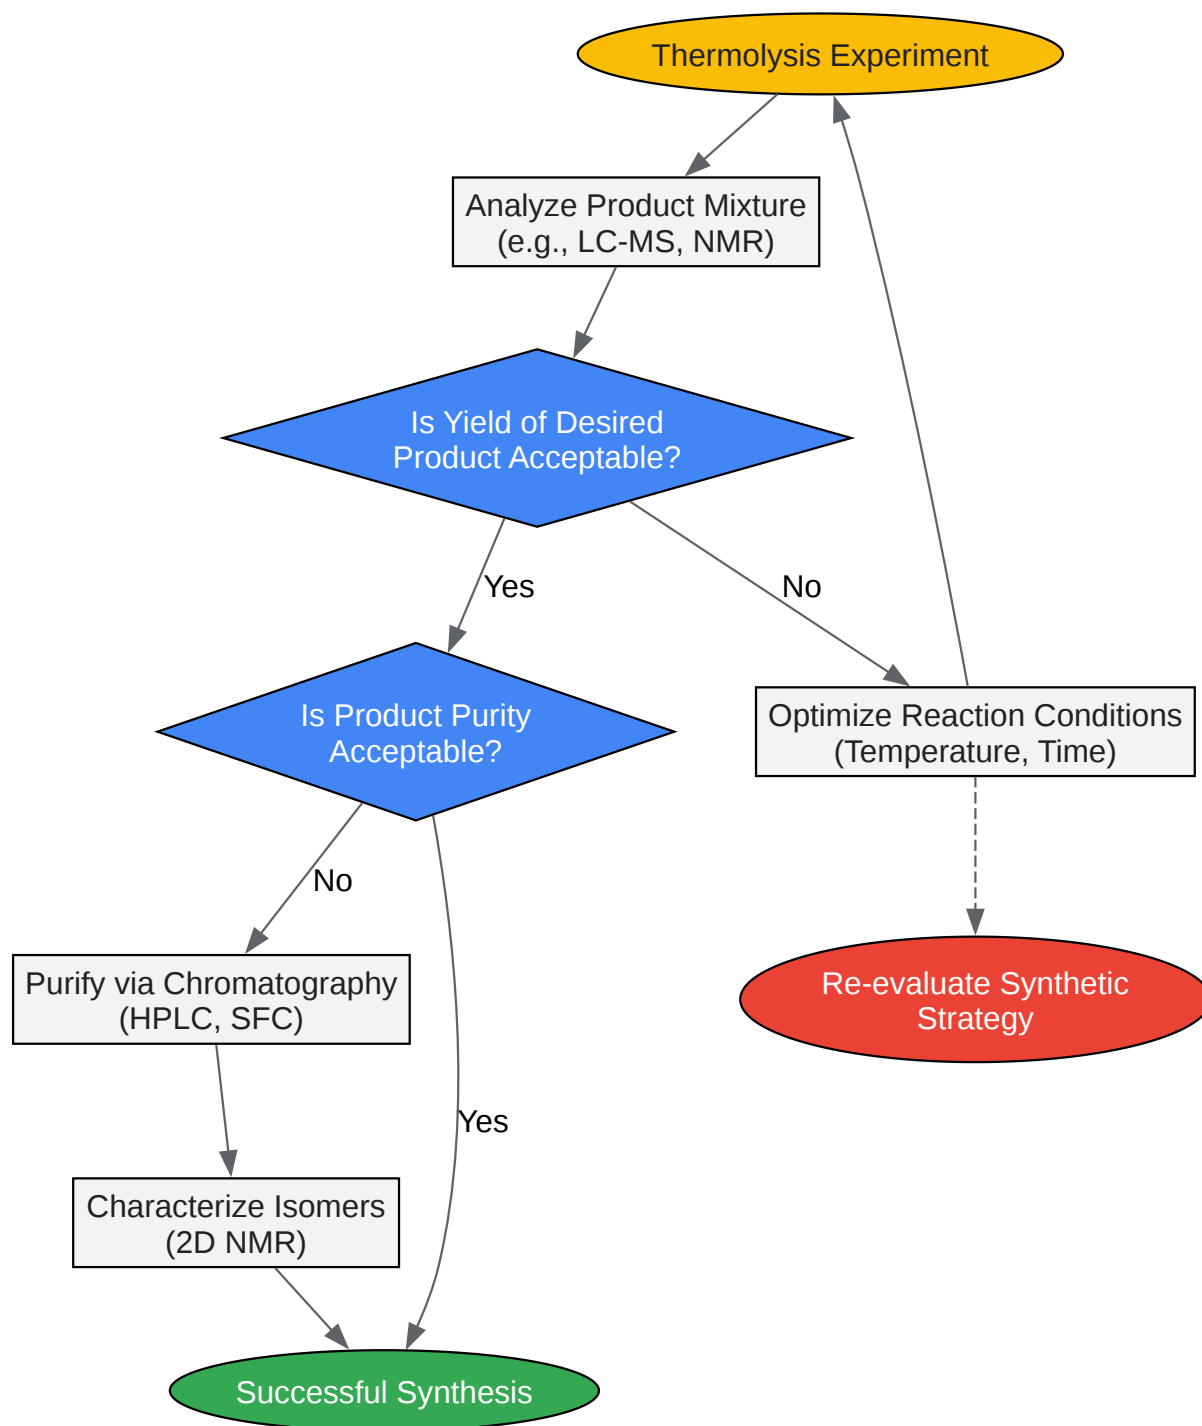 Thermolysis Experiment
Analyze Product Mixture
(e.g., LC-MS, NMR)
Is Yield of Desired
Product Acceptable?
Yes
No
Is Product Purity
Acceptable?
Optimize Reaction Conditions
(Temperature, Time)
No
Purify via Chromatography
(HPLC, SFC)
Re-evaluate Synthetic
Strategy
Yes
Characterize Isomers
(2D NMR)
Successful Synthesis